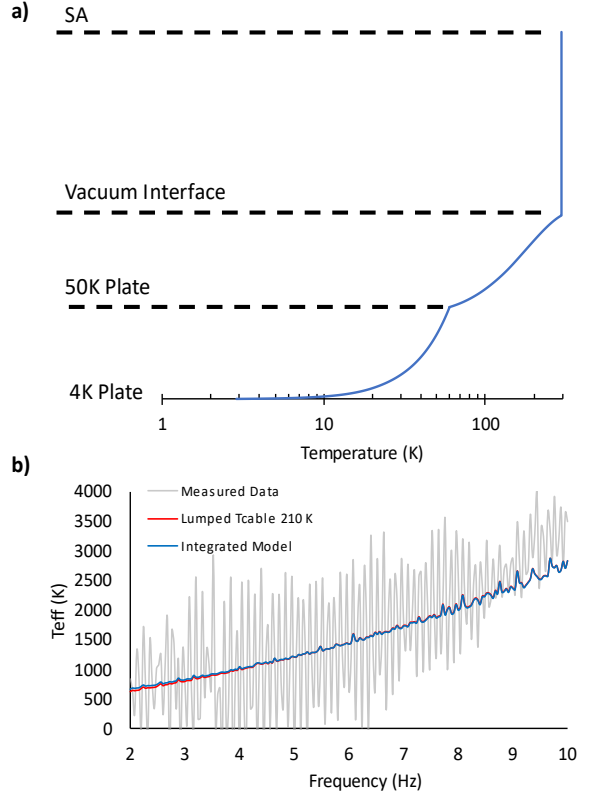 a)
SA
Vacuum Interface
50K Plate
4K Plate
1 10 100
Temperature (K)
b)
4000
3500
3000
2500
2000
1500
1000
500
0
Teff (K)
Measured Data
Lumped Tcable 210 K
Integrated Model
2 3 4 5 6 7 8 9 10
Frequency (Hz)